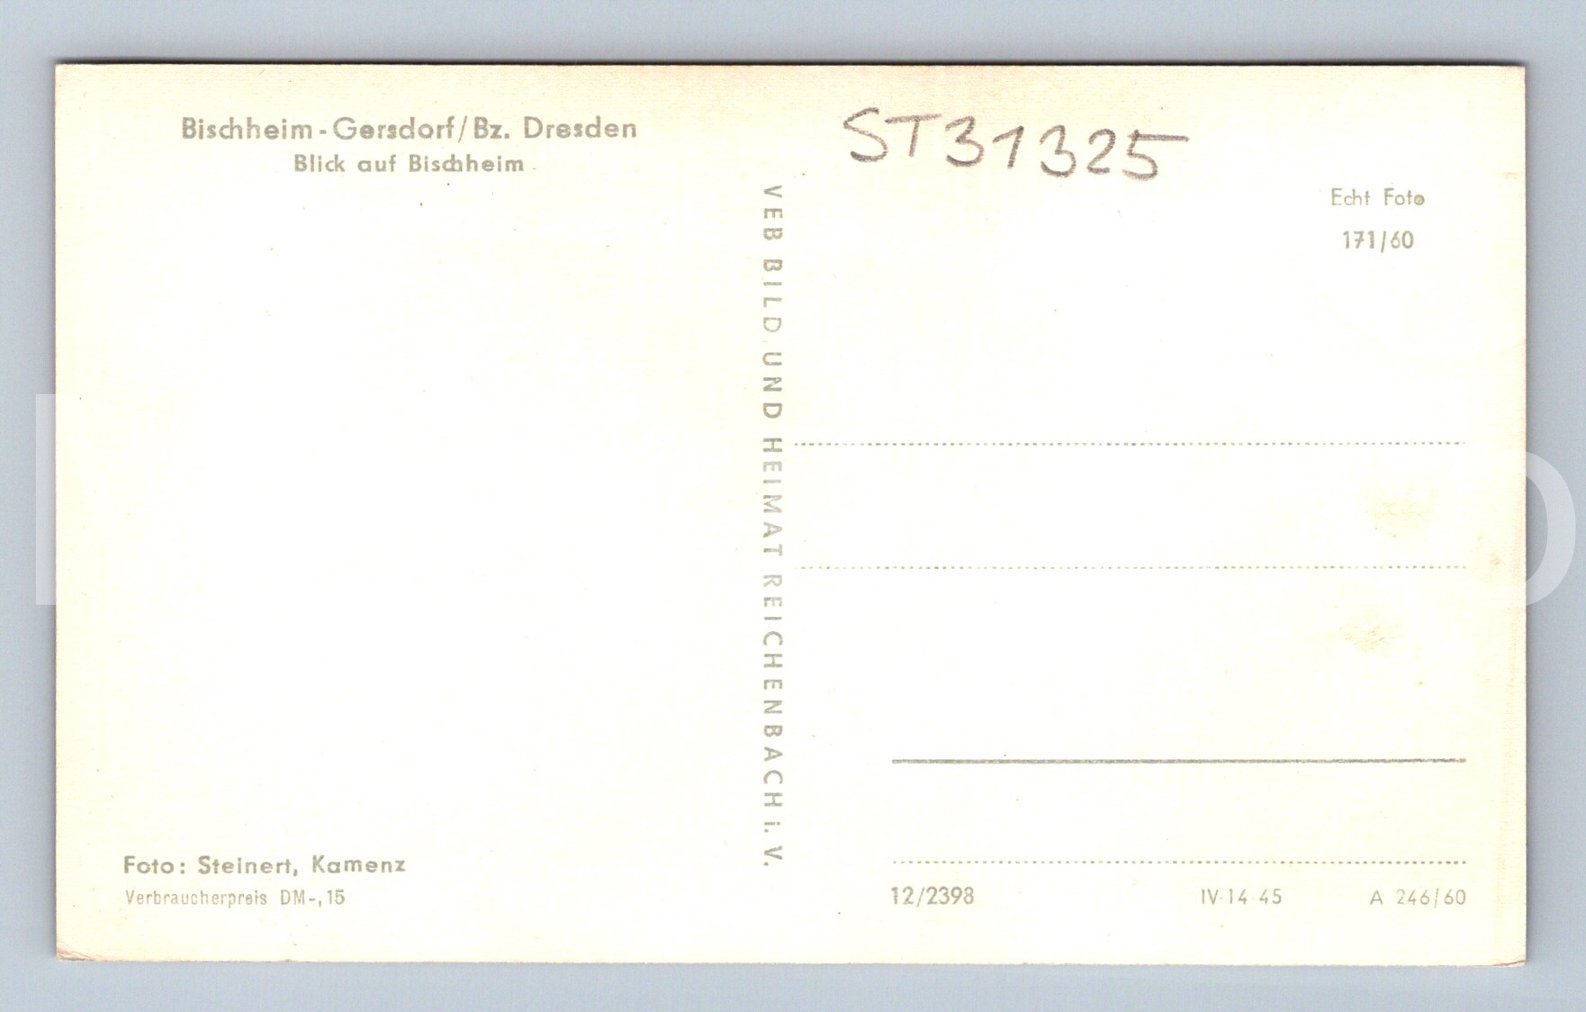 Bischheim-Gersdorf/Bz. Dresden
Blick auf Bischheim
ST31325
Echt Foto
171/60
VEB BILD UND HEIMAT REICHENBACH i. V.
Foto: Steinert, Kamenz
Verbraucherpreis DM-,15
12/2398
IV-14-45
A 246/60